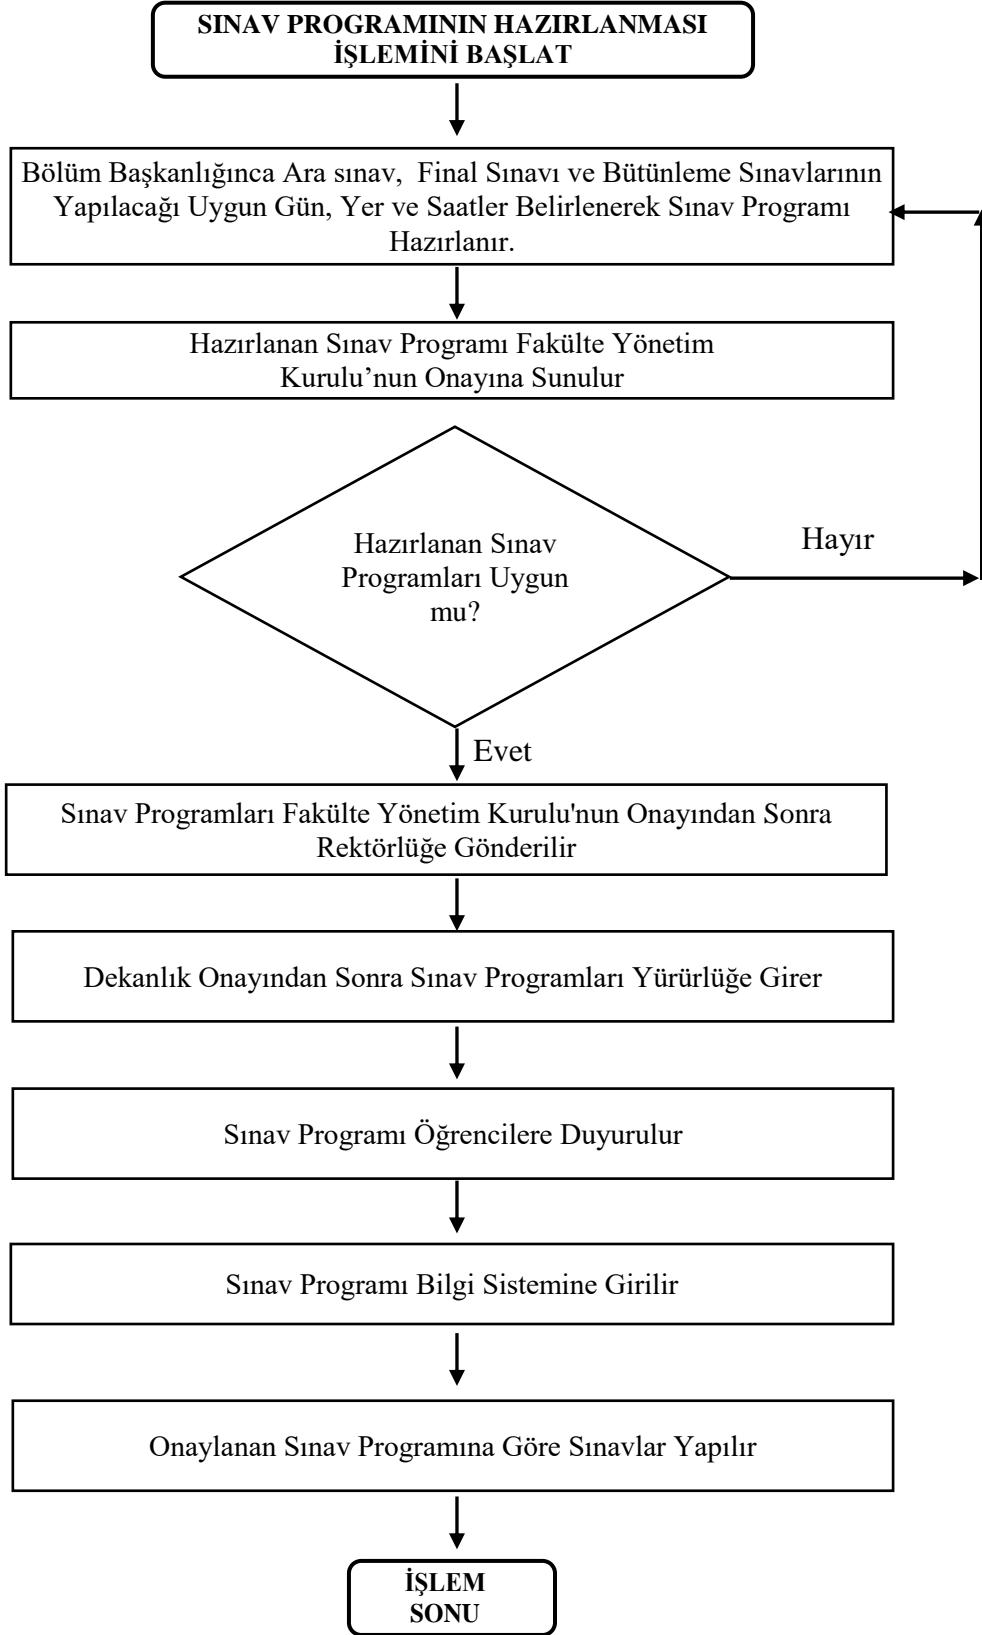 SINAV PROGRAMININ HAZIRLANMASI
İŞLEMİNİ BAŞLAT
Bölüm Başkanlığınca Ara sınav,  Final Sınavı ve Bütünleme Sınavlarının
Yapılacağı Uygun Gün, Yer ve Saatler Belirlenerek Sınav Programı
Hazırlanır.
Hazırlanan Sınav Programı Fakülte Yönetim
Kurulu’nun Onayına Sunulur
Hazırlanan Sınav
Programları Uygun
mu?
Hayır
Evet
Sınav Programları Fakülte Yönetim Kurulu'nun Onayından Sonra
Rektörlüğe Gönderilir
Dekanlık Onayından Sonra Sınav Programları Yürürlüğe Girer
Sınav Programı Öğrencilere Duyurulur
Sınav Programı Bilgi Sistemine Girilir
Onaylanan Sınav Programına Göre Sınavlar Yapılır
İŞLEM
SONU